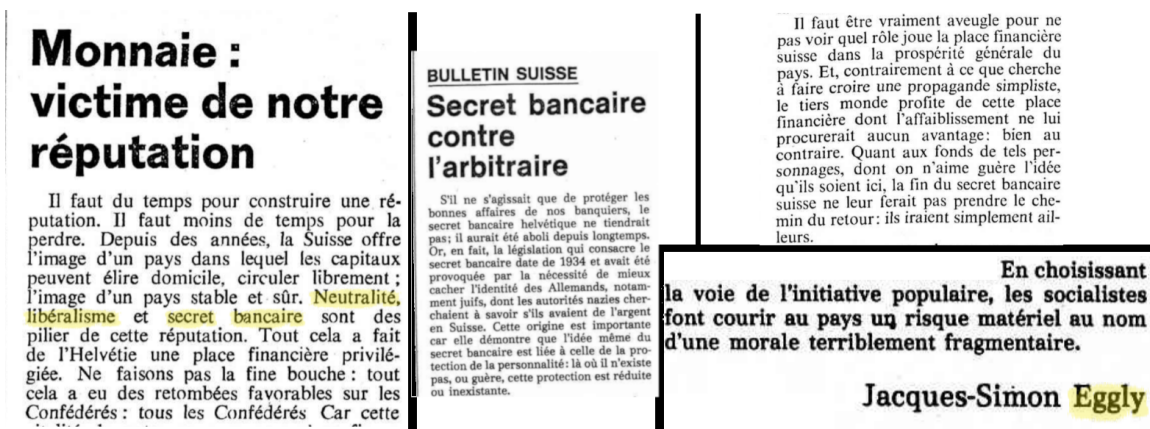 Monnaie :
victime de notre
réputation
Il faut du temps pour construire une ré-
putation. Il faut moins de temps pour la
perdre. Depuis des années, la Suisse offre
l'image d'un pays dans lequel les capitaux
peuvent élire domicile, circuler librement ;
l'image d'un pays stable et sûr. Neutralité,
libéralisme et secret bancaire sont des
pilier de cette réputation. Tout cela a fait
de l'Helvétie une place financière privilé-
giée. Ne faisons pas la fine bouche : tout
cela a eu des retombées favorables sur les
Confédérés : tous les Confédérés Car cette
BULLETIN SUISSE
Secret bancaire
contre
l'arbitraire
S'il ne s'agissait que de protéger les
bonnes affaires de nos banquiers, le
secret bancaire helvétique ne tiendrait
pas; il aurait été aboli depuis longtemps.
Or, en fait, la législation qui consacre le
secret bancaire date de 1934 et avait été
provoquée par la nécessité de mieux
cacher l'identité des Allemands, notam-
ment juifs, dont les autorités nazies cher-
chaient à savoir s'ils avaient de l'argent
en Suisse. Cette origine est importante
car elle démontre que l'idée même du
secret bancaire est liée à celle de la pro-
tection de la personnalité: là où il n'existe
pas, ou guère, cette protection est réduite
ou inexistante.
Il faut être vraiment aveugle pour ne
pas voir quel rôle joue la place financière
suisse dans la prospérité générale du
pays. Et, contrairement à ce que cherche
à faire croire une propagande simpliste,
le tiers monde profite de cette place
financière dont l'affaiblissement ne lui
procurerait aucun avantage: bien au
contraire. Quant aux fonds de tels per-
sonnages, dont on n'aime guère l'idée
qu'ils soient ici, la fin du secret bancaire
suisse ne leur ferait pas prendre le che-
min du retour: ils iraient simplement ail-
leurs.
En choisissant
la voie de l'initiative populaire, les socialistes
font courir au pays un risque matériel au nom
d'une morale terriblement fragmentaire.
Jacques-Simon Eggly